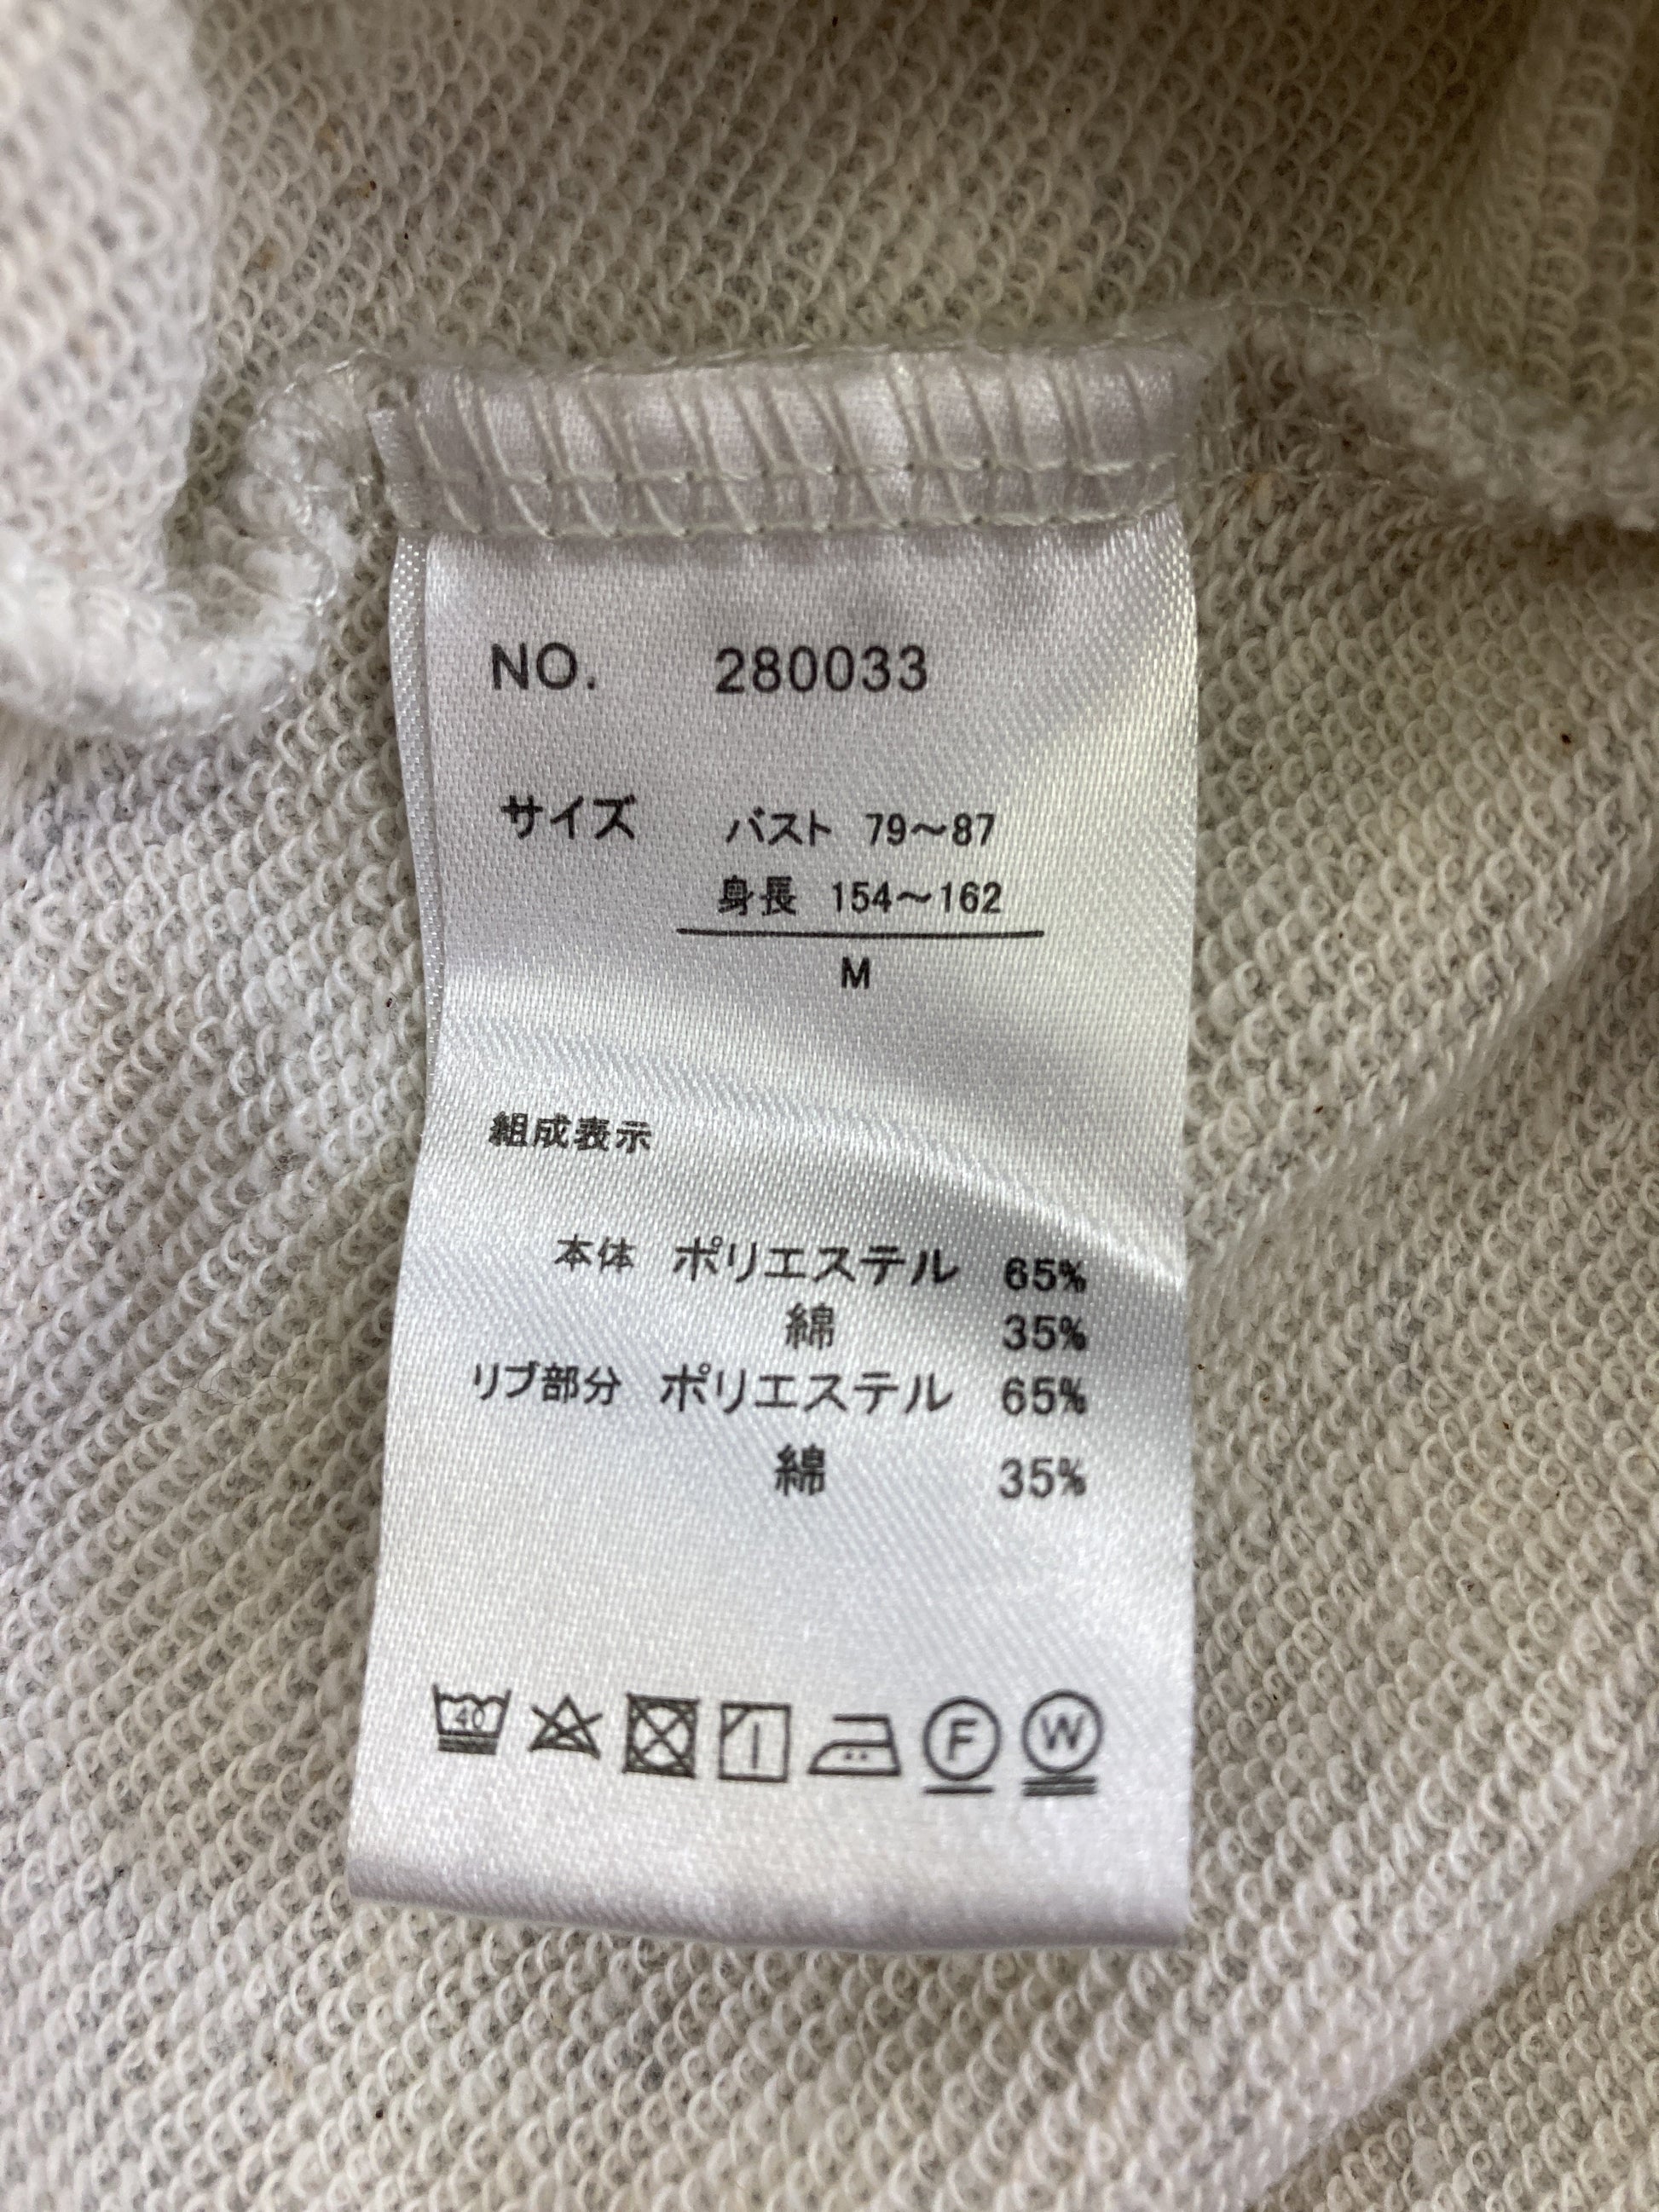 NO. 280033
サイズ バスト 79～87
身長 154～162
M
組成表示
本体 ポリエステル 65%
綿 35%
リブ部分 ポリエステル 65%
綿 35%
40 F W